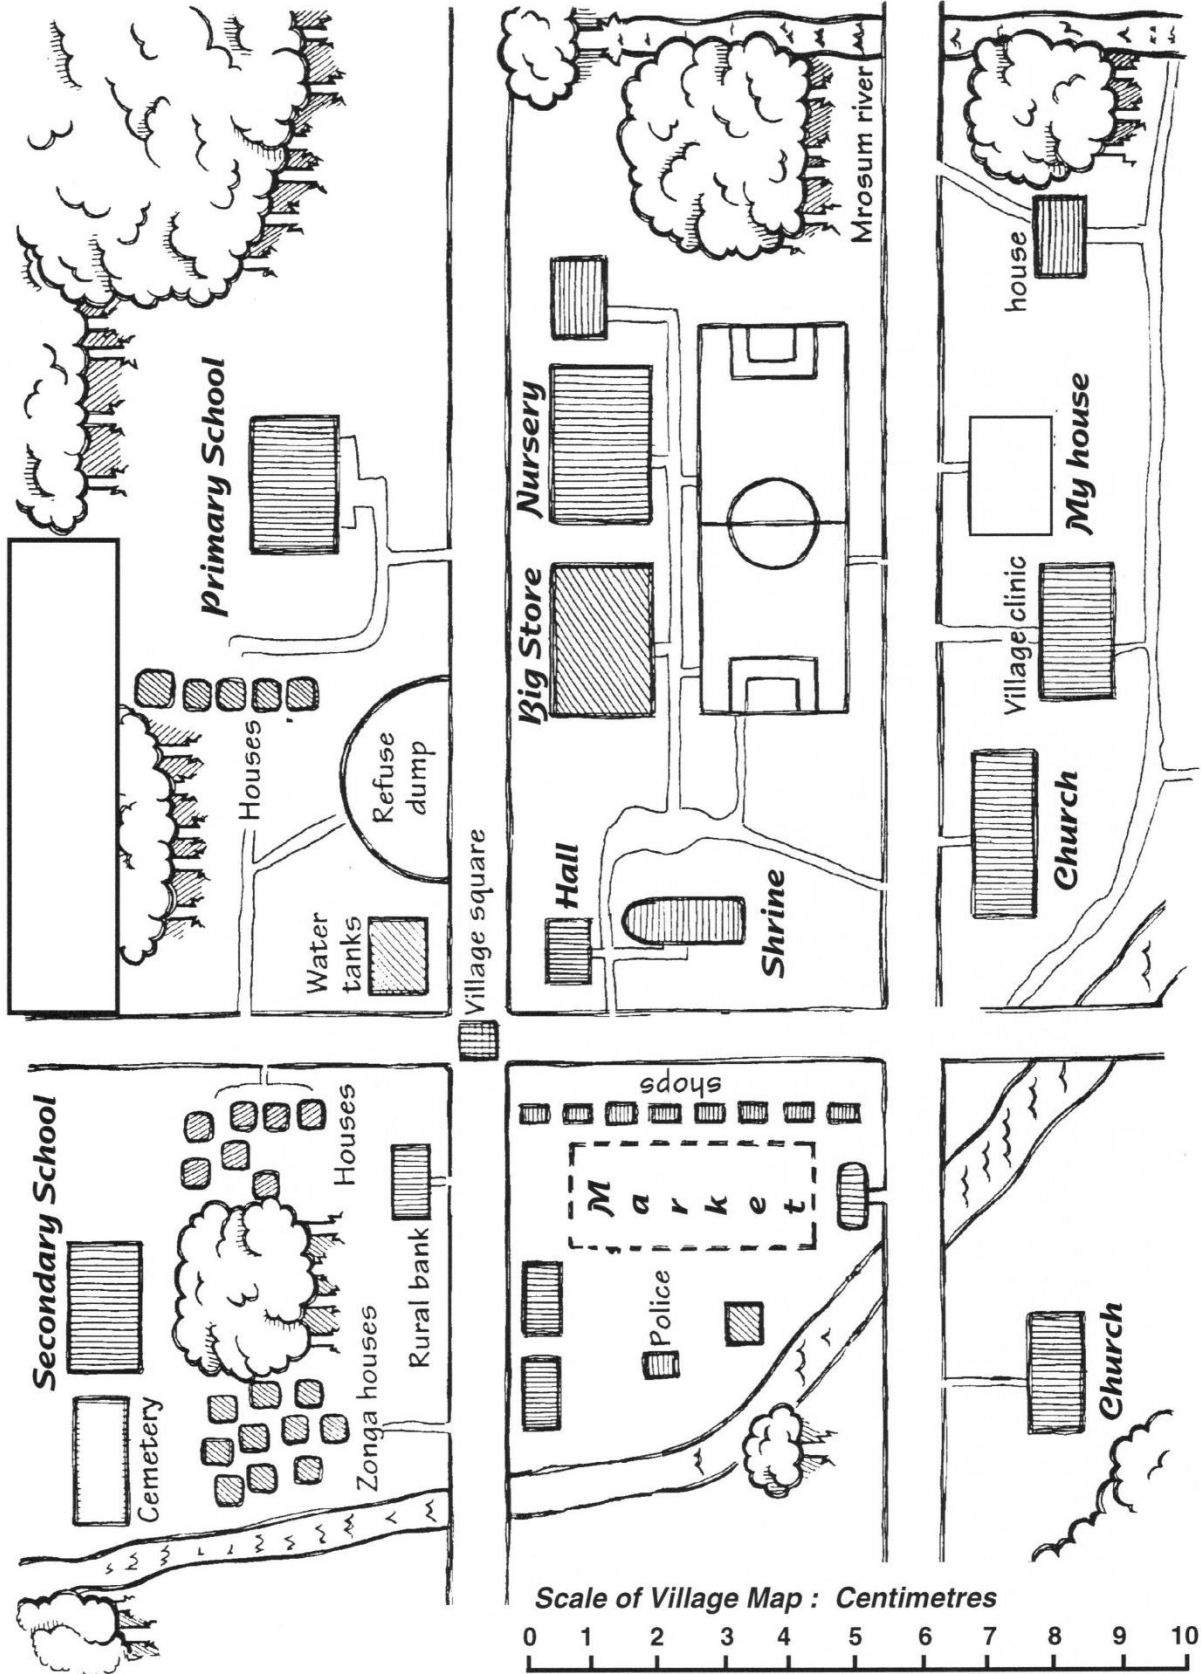 Secondary School
Cemetery
Zonga houses
Rural bank
Houses
Primary School
Houses
Refuse
dump
Water
tanks
Village square
Police
M
a
r
k
e
t
shops
Hall
Shrine
Big Store
Nursery
Mrosum river
Church
Church
Village clinic
My house
house
Scale of Village Map : Centimetres
0 1 2 3 4 5 6 7 8 9 10